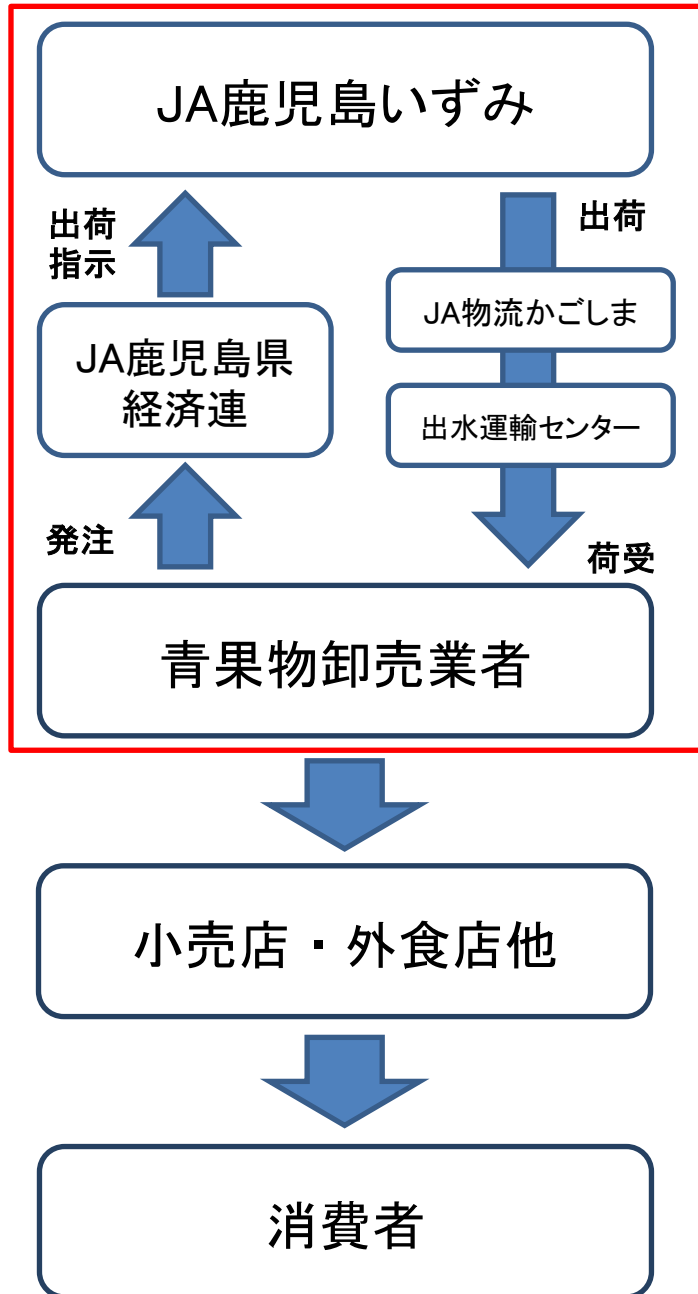 JA鹿児島いずみ
出荷
指示
出荷
JA物流かごしま
JA鹿児島県
経済連
出水運輸センター
発注
荷受
青果物卸売業者
小売店・外食店他
消費者